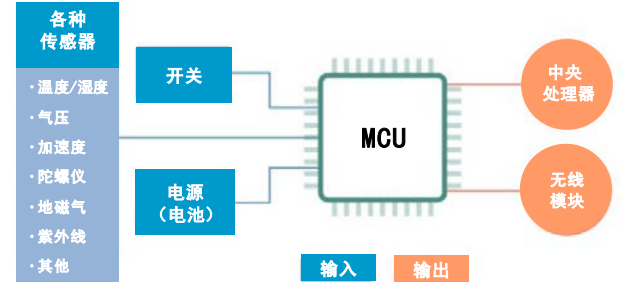 各种
传感器
·温度/湿度
·气压
·加速度
·陀螺仪
·地磁气
·紫外线
·其他
开关
电源
（电池）
MCU
中央
处理器
无线
模块
输入
输出